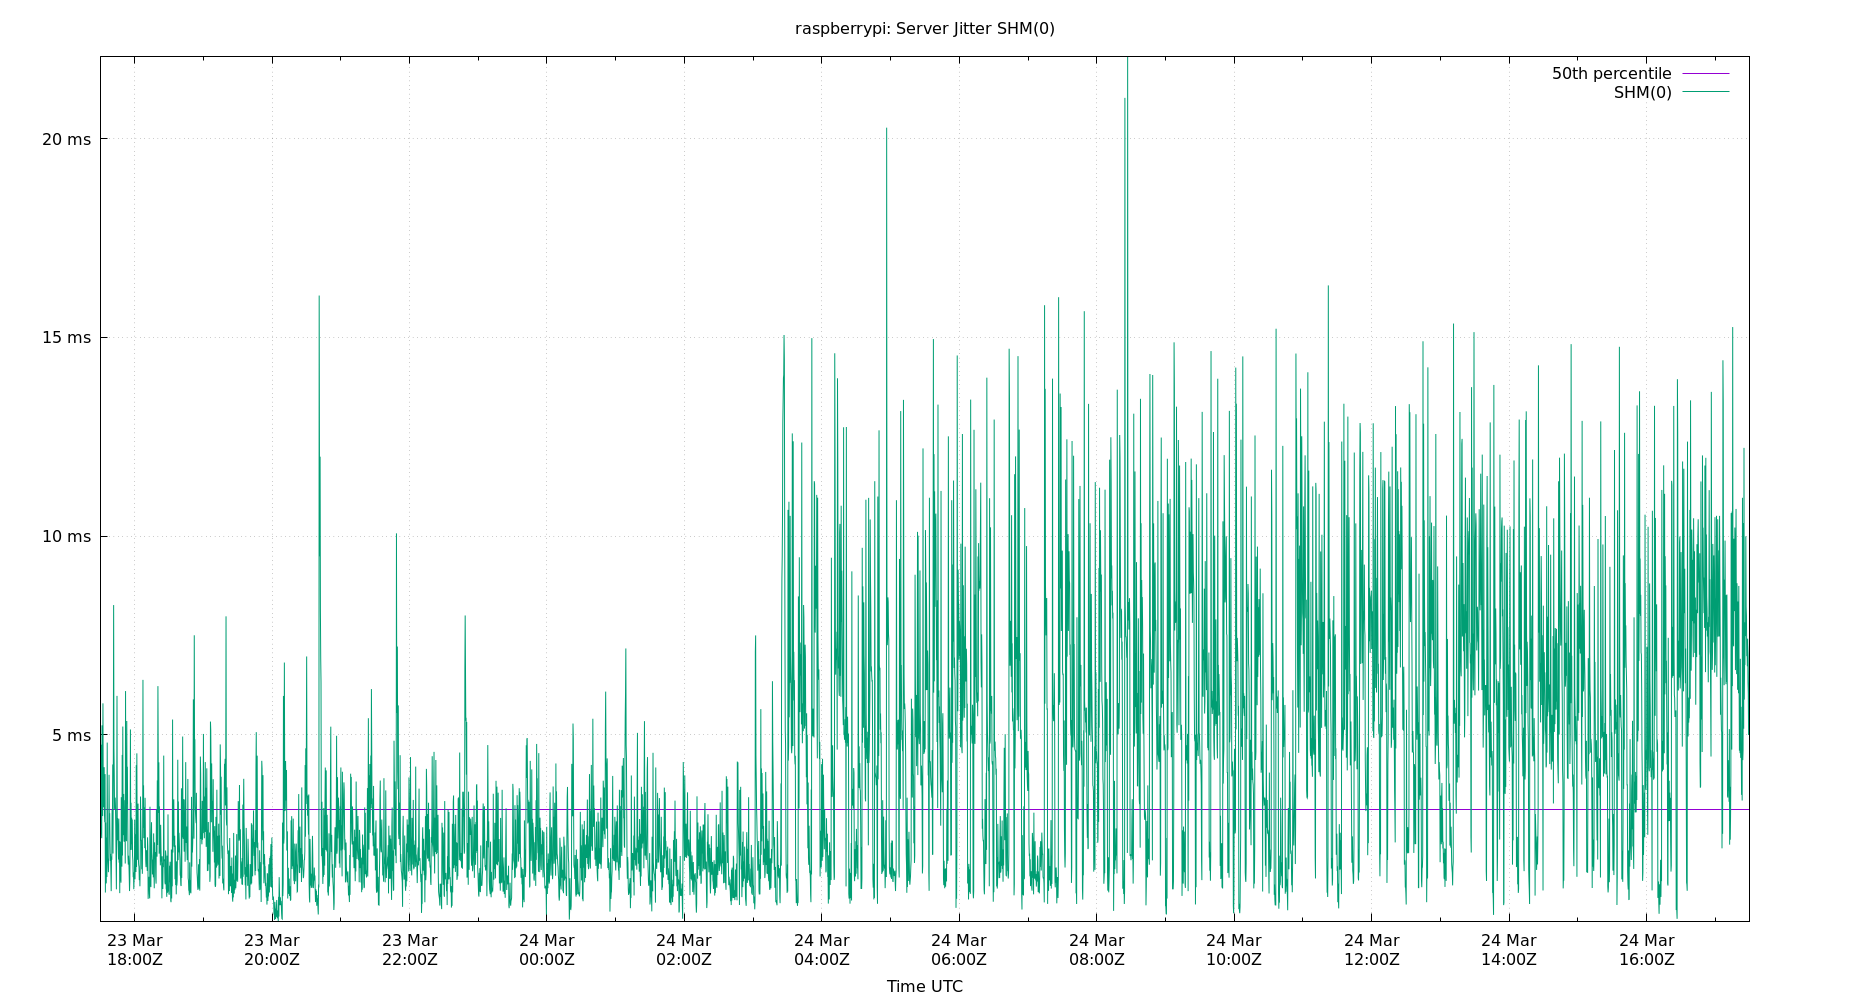 raspberrypi: Server Jitter SHM(0)
50th percentile
SHM(0)
20 ms
15 ms
10 ms
5 ms
23 Mar 23 Mar 23 Mar 24 Mar 24 Mar 24 Mar 24 Mar 24 Mar 24 Mar 24 Mar 24 Mar 24 Mar
18:00Z 20:00Z 22:00Z 00:00Z 02:00Z 04:00Z 06:00Z 08:00Z 10:00Z 12:00Z 14:00Z 16:00Z
Time UTC